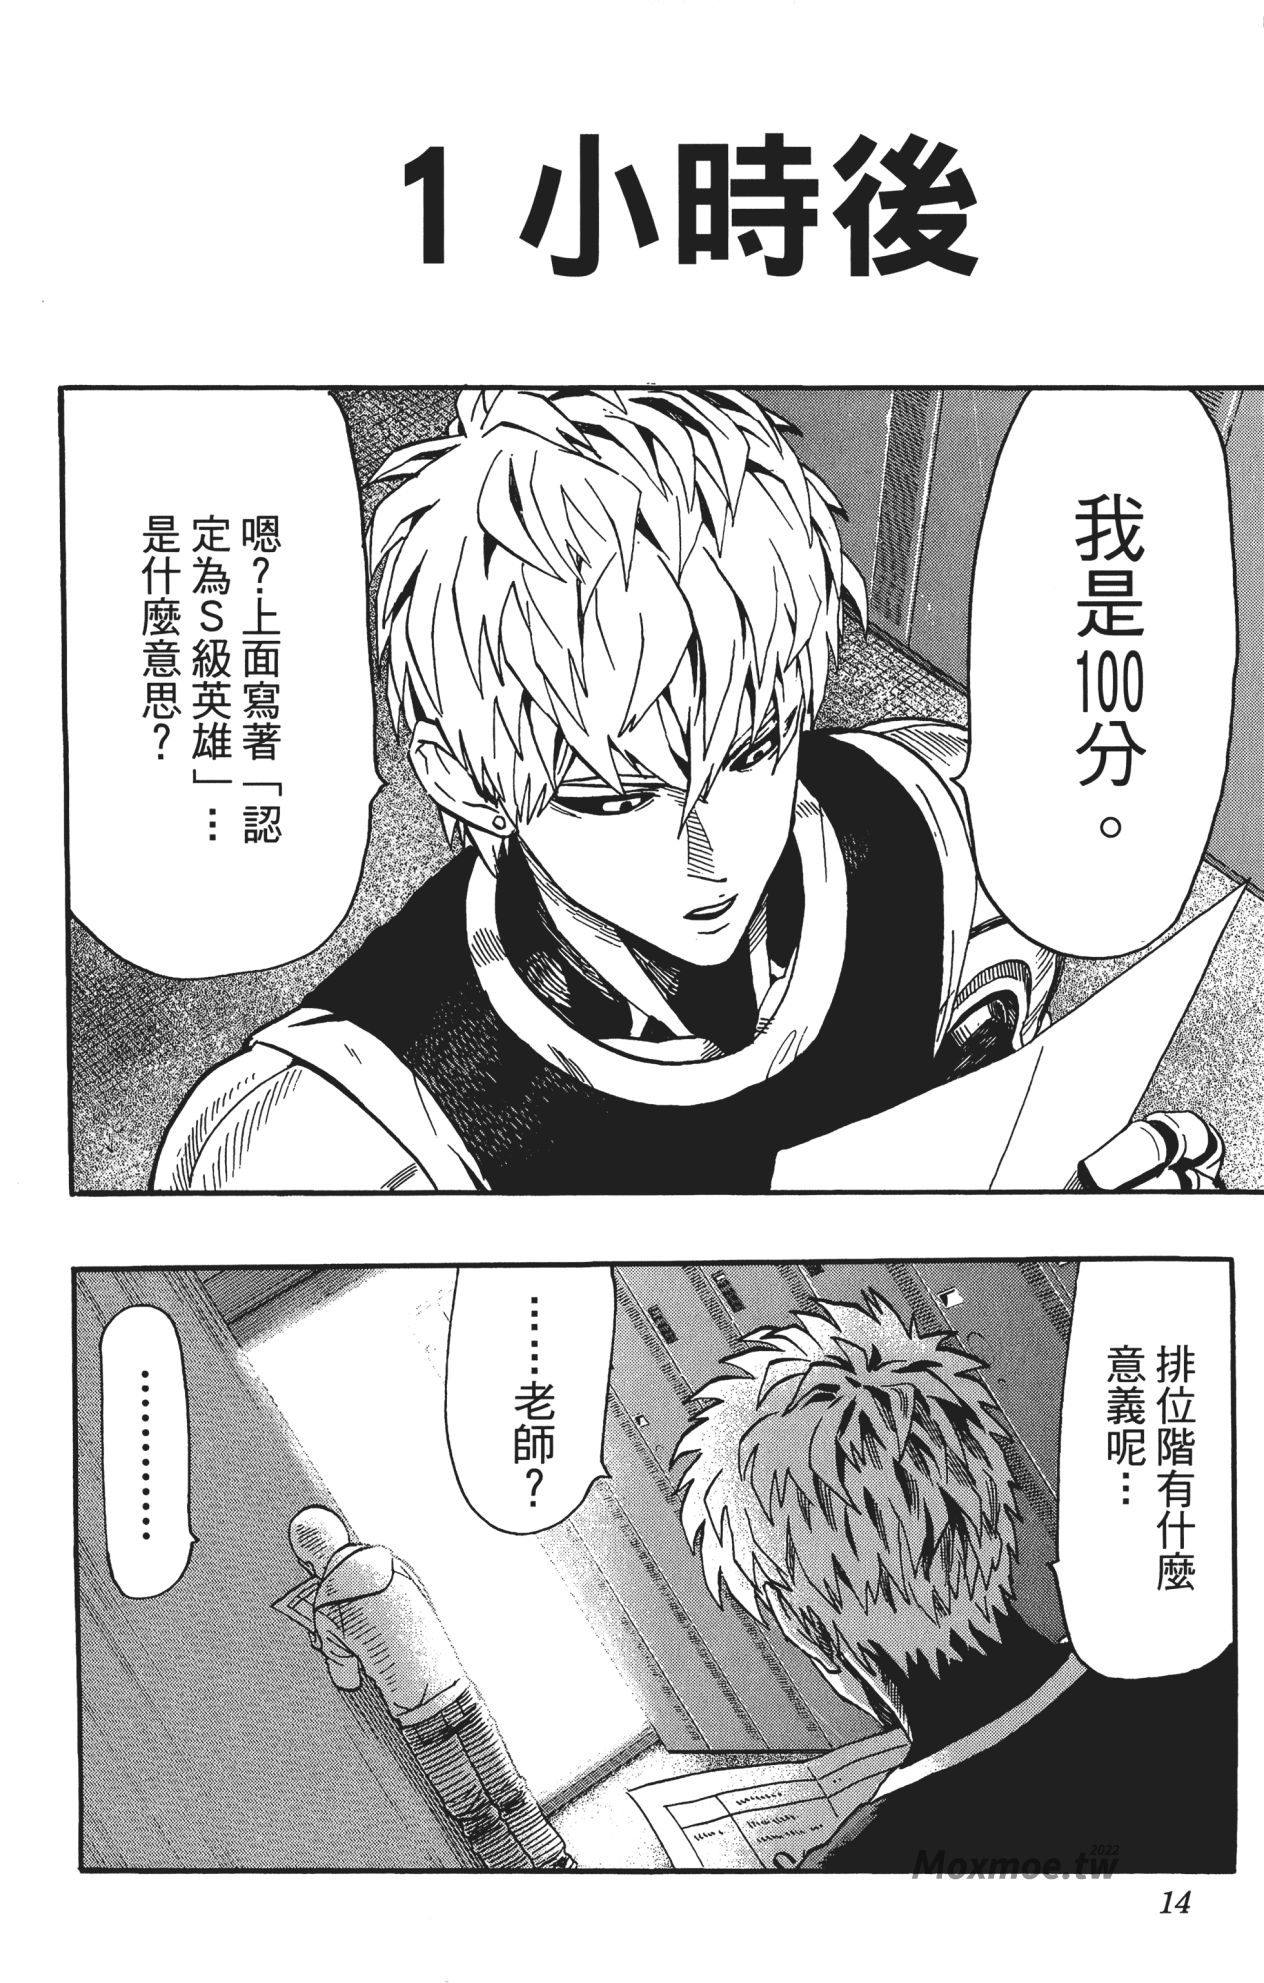 1小時後
我是100分。
嗯?上面寫著「認
定為S級英雄」…
是什麼意思?
排位階有什麼
意義呢…
……老師?
…………
2022
Moxmoe.tw
14